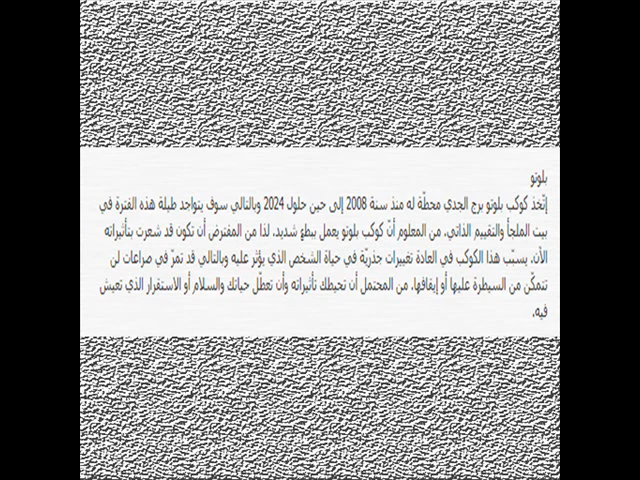 بلوتو
إتّخذ كوكب بلوتو برج الجدي محطّة له منذ سنة 2008 إلى حين حلول 2024 وبالتالي سوف يتواجد طيلة هذه الفترة في
بيت الملجأ والتقييم الذاتي. من المعلوم أنّ كوكب بلوتو يعمل ببطءٍ شديد. لذا من المفترض أن تكون قد شعرت بتأثيراته
الآن. يسبّب هذا الكوكب في العادة تغييرات جذريّة في حياة الشخص الذي يؤثر عليه وبالتالي قد تمرّ في صراعات لن
تتمكّن من السيطرة عليها أو إيقافها. من المحتمل أن تحبطك تأثيراته وأن تعطّل حياتك والسلام أو الاستقرار الذي تعيش
فيه.